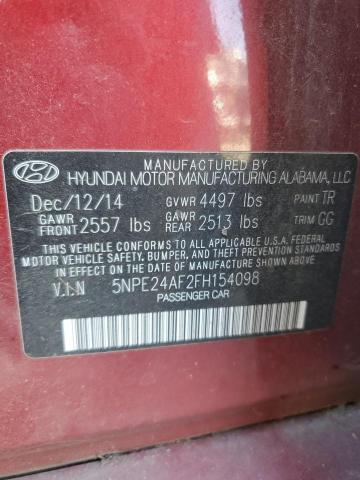 MANUFACTURED BY
HYUNDAI MOTOR MANUFACTURING ALABAMA, LLC
Dec/12/14 GVWR 4497 lbs PAINT TR
GAWR FRONT 2557 lbs GAWR REAR 2513 lbs TRIM GG
THIS VEHICLE CONFORMS TO ALL APPLICABLE U.S.A. FEDERAL
MOTOR VEHICLE SAFETY, BUMPER, AND THEFT PREVENTION STANDARDS
IN EFFECT ON THE DATE OF MANUFACTURE SHOWN ABOVE.
V.I.N 5NPE24AF2FH154098
PASSENGER CAR